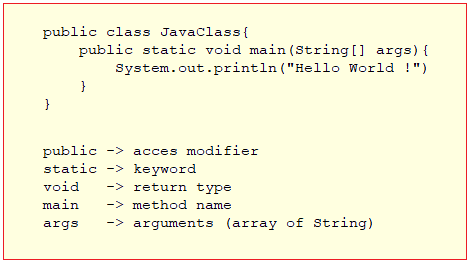 public class JavaClass{
    public static void main(String[] args){
        System.out.println("Hello World !")
    }
}
public -> acces modifier
static -> keyword
void   -> return type
main   -> method name
args   -> arguments (array of String)